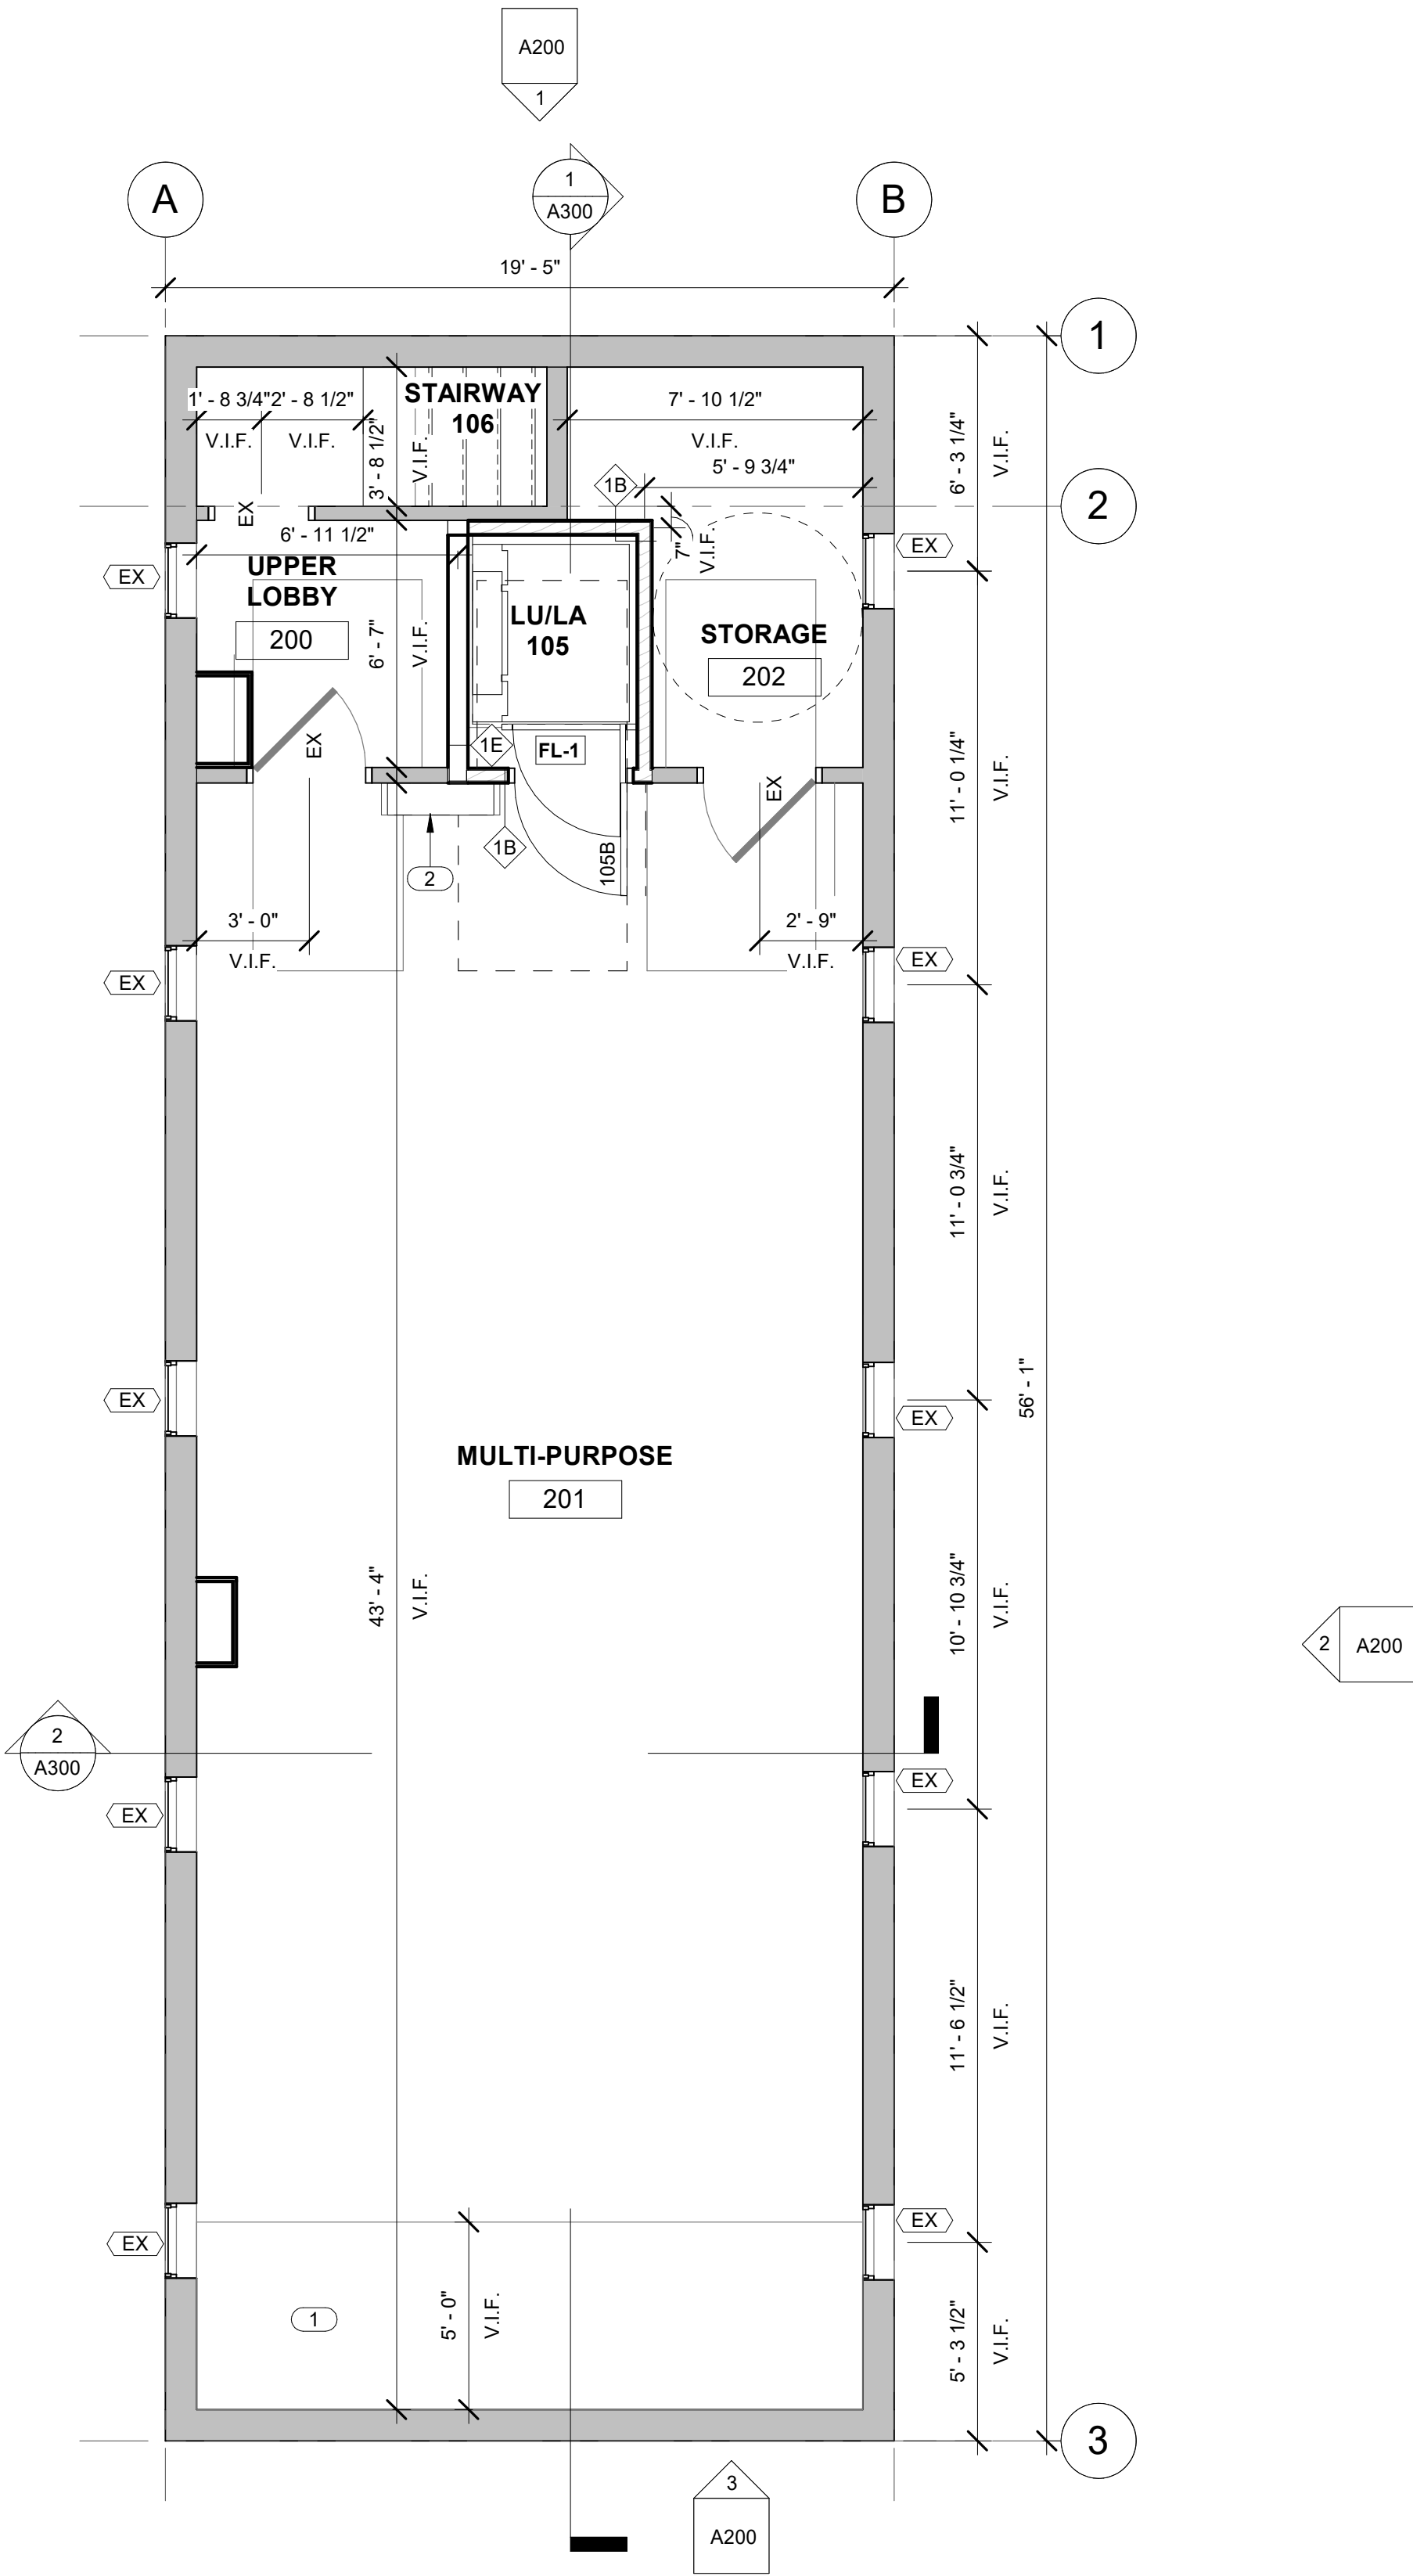 A200
1
A
1
A300
B
19' - 5"
1
1' - 8 3/4"
2' - 8 1/2"
V.I.F.
V.I.F.
STAIRWAY
106
3' - 8 1/2"
V.I.F.
7' - 10 1/2"
V.I.F.
5' - 9 3/4"
6' - 3 1/4"
V.I.F.
1B
2
EX
6' - 11 1/2"
7"
V.I.F.
EX
EX
UPPER
LOBBY
200
6' - 7"
V.I.F.
LU/LA
105
STORAGE
202
EX
1E
FL-1
EX
11' - 0 1/4"
V.I.F.
1B
2
105B
3' - 0"
V.I.F.
2' - 9"
V.I.F.
EX
EX
11' - 0 3/4"
V.I.F.
EX
EX
56' - 1"
MULTI-PURPOSE
201
43' - 4"
V.I.F.
10' - 10 3/4"
V.I.F.
2
A200
2
A300
EX
EX
11' - 6 1/2"
V.I.F.
EX
EX
1
5' - 0"
V.I.F.
5' - 3 1/2"
V.I.F.
3
3
A200